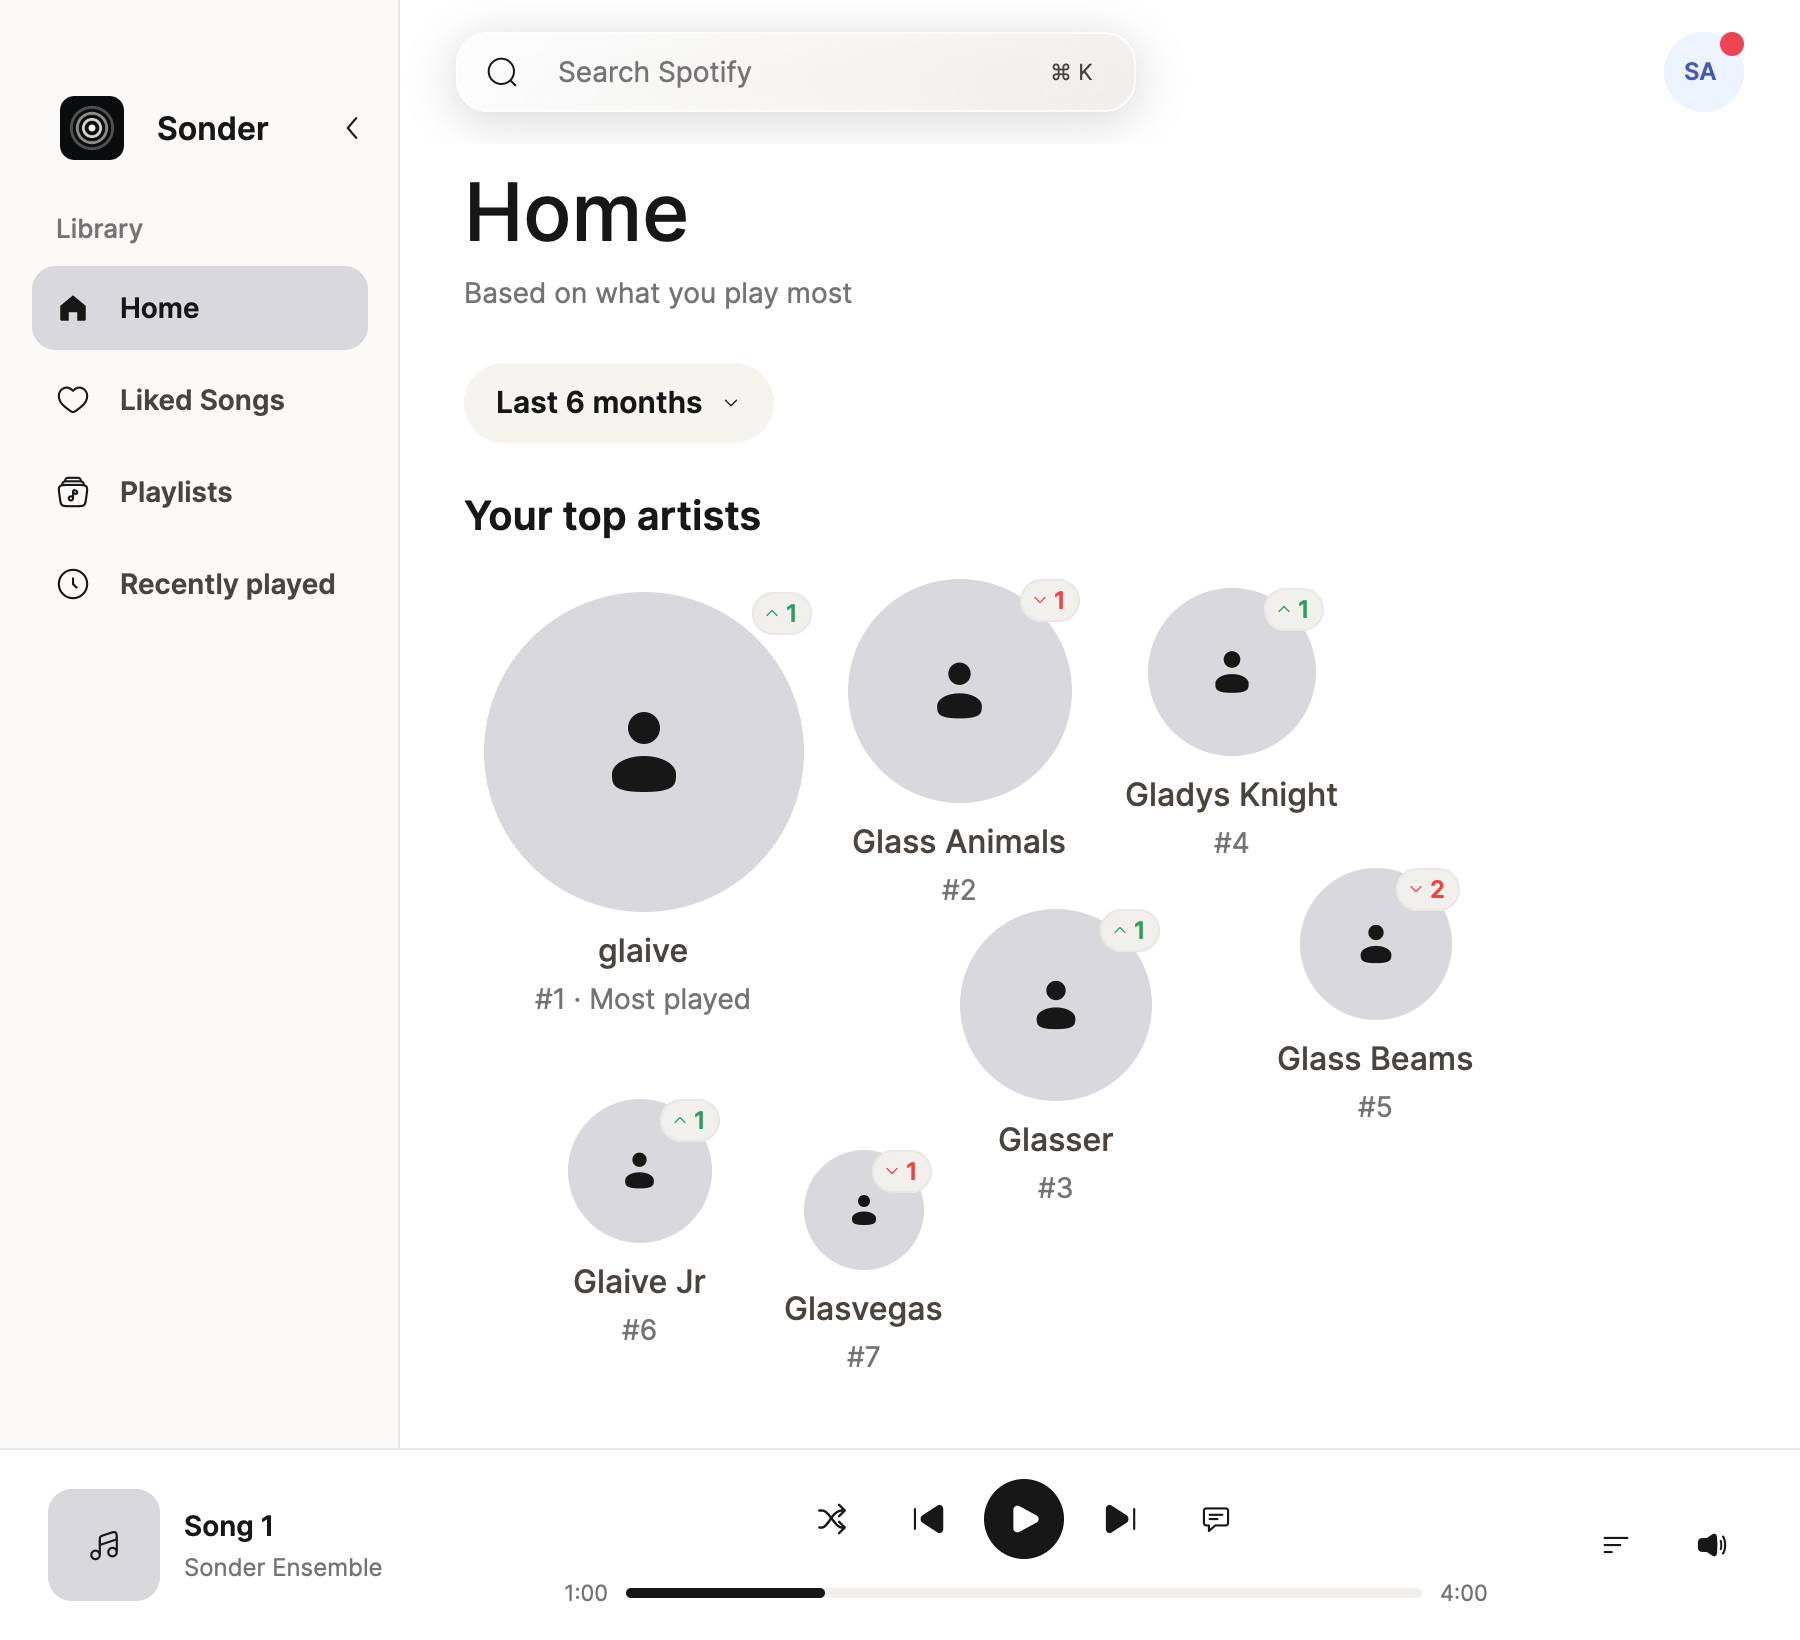 Search Spotify
⌘ K
SA
Sonder
Library
Home
Liked Songs
Playlists
Recently played
Home
Based on what you play most
Last 6 months
Your top artists
1
glaive
#1 · Most played
1
Glass Animals
#2
1
Gladys Knight
#4
1
Glasser
#3
2
Glass Beams
#5
1
Glaive Jr
#6
1
Glasvegas
#7
Song 1
Sonder Ensemble
1:00
4:00